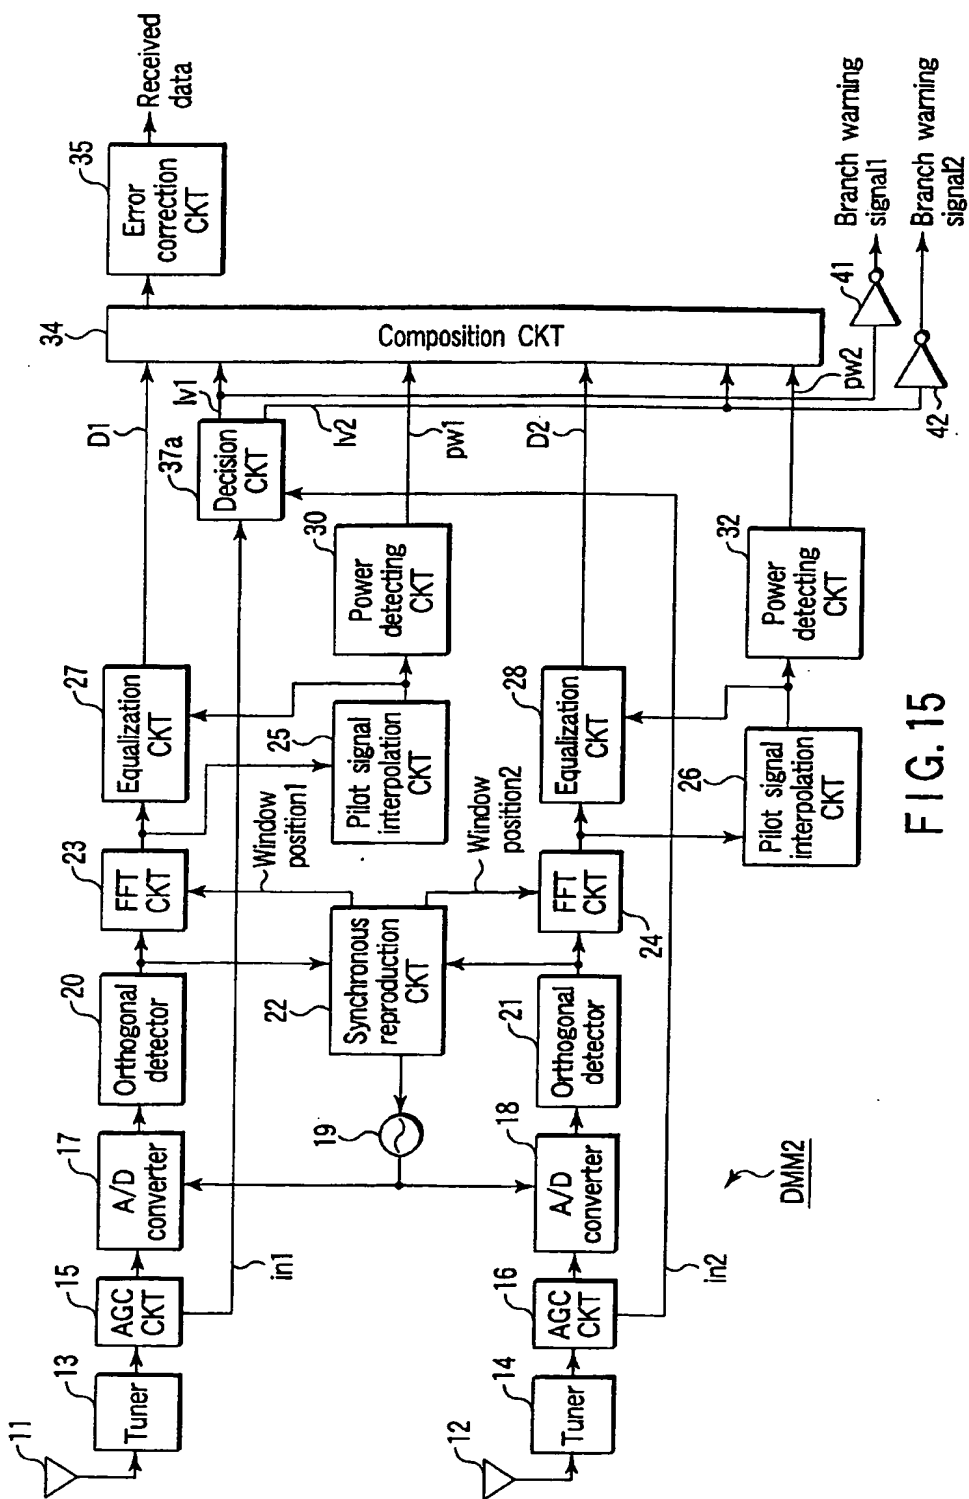 11
13
Tuner
15
AGC
CKT
in1
17
A/D
converter
20
Orthogonal
detector
23
FFT
CKT
27
Equalization
CKT
D1
37a
Decision
CKT
lv1
lv2
34
Composition CKT
35
Error
correction
CKT
Received
data
19
22
Synchronous
reproduction
CKT
Window
position1
Window
position2
25
Pilot signal
interpolation
CKT
30
Power
detecting
CKT
pw1
12
14
Tuner
16
AGC
CKT
in2
18
A/D
converter
21
Orthogonal
detector
24
FFT
CKT
28
Equalization
CKT
D2
26
Pilot signal
interpolation
CKT
32
Power
detecting
CKT
pw2
41
42
Branch warning
signal1
Branch warning
signal2
DMM2
FIG. 15